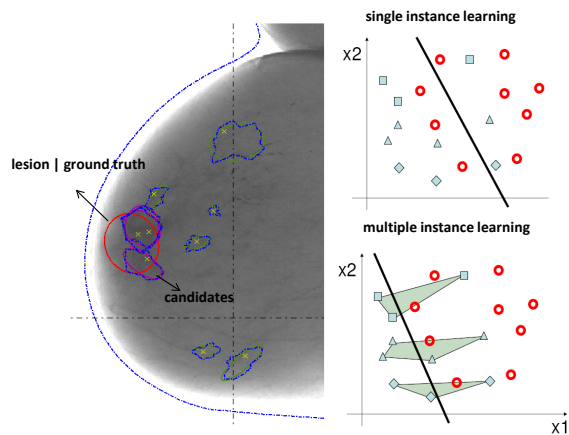 single instance learning
x2
lesion | ground truth
candidates
multiple instance learning
x2
x1